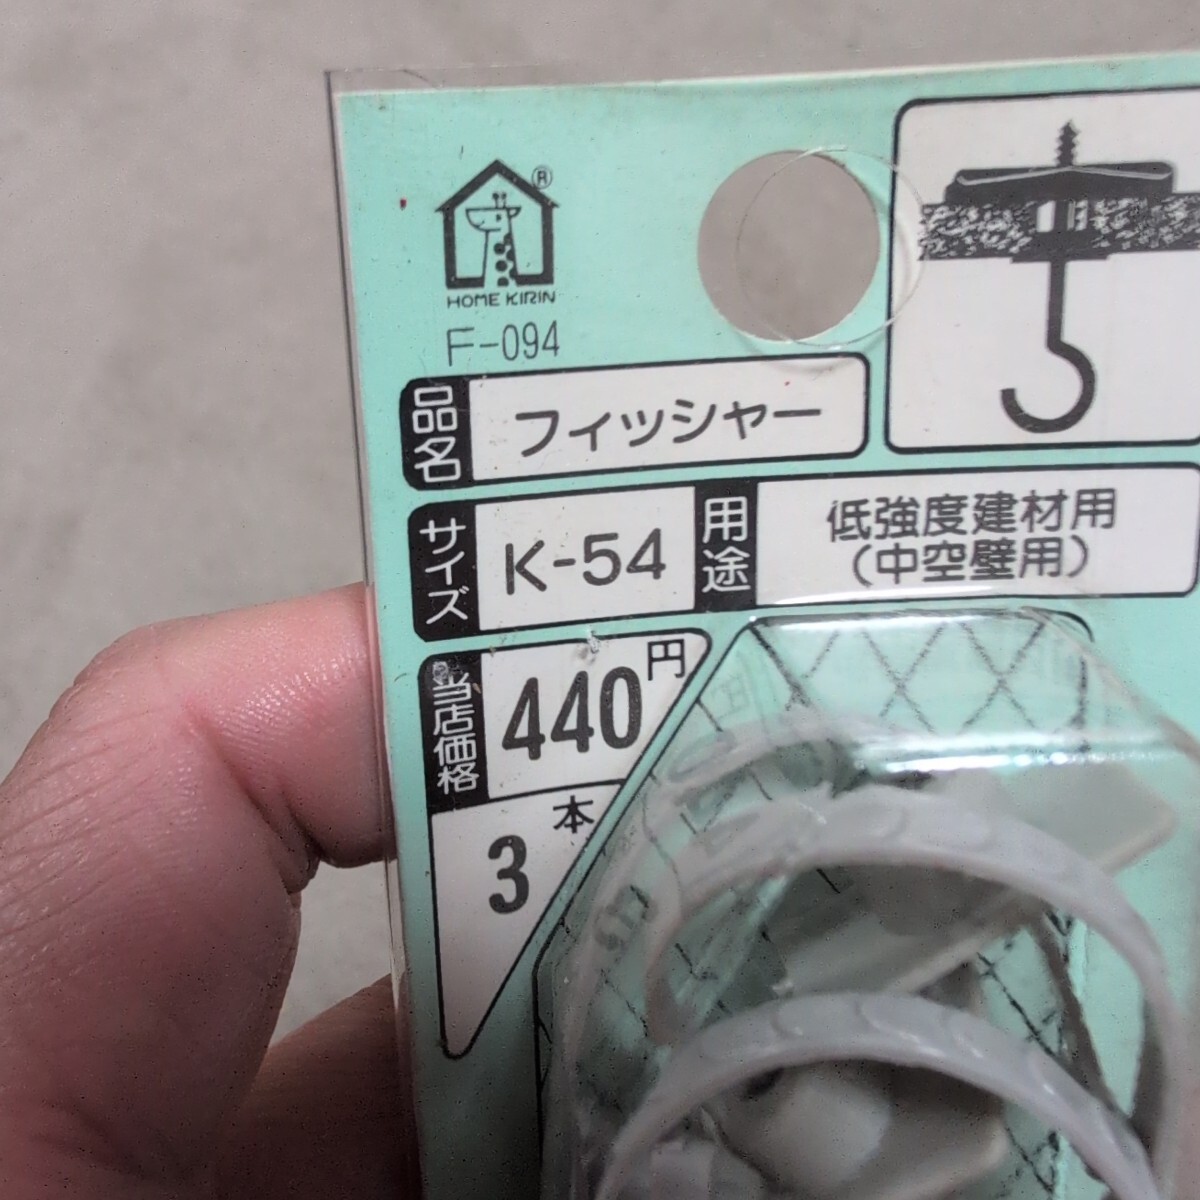 ®
HOME KIRIN
F-094
品名
フィッシャー
サイズ
K-54
用途
低強度建材用
(中空壁用)
当店価格
440円
3本